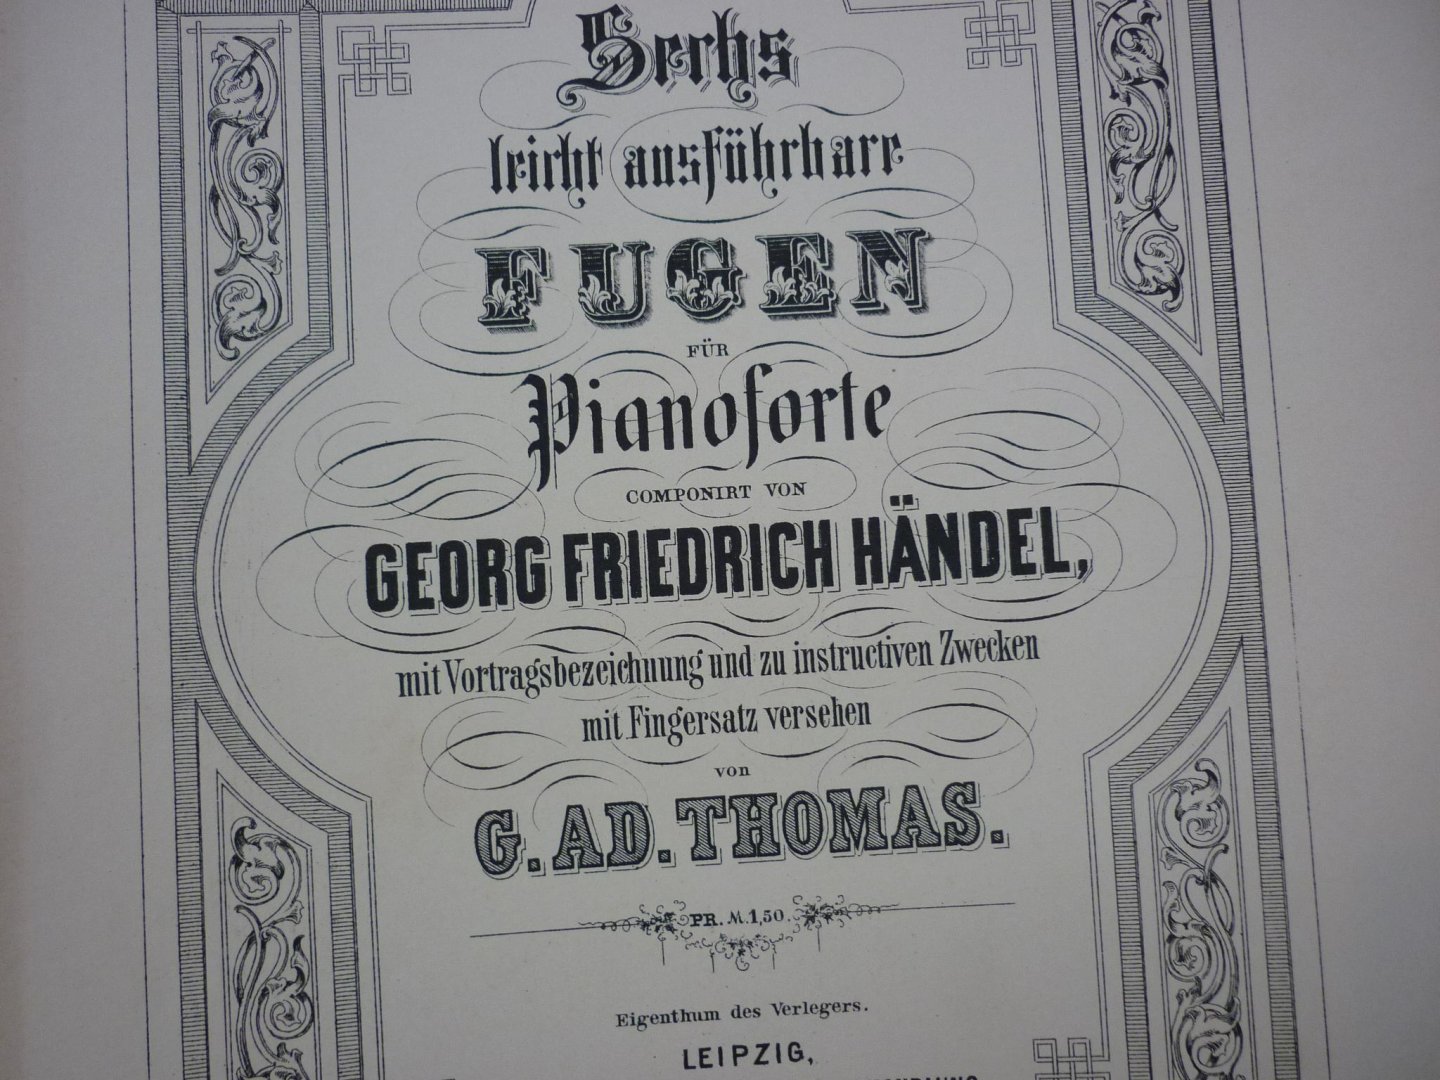 Sechs
leicht ausführbare
FUGEN
FÜR
Pianoforte
COMPONIRT VON
GEORG FRIEDRICH HÄNDEL,
mit Vortragsbezeichnung und zu instructiven Zwecken
mit Fingersatz versehen
von
G. AD. THOMAS.
PR. M. 1,50.
Eigenthum des Verlegers.
LEIPZIG,